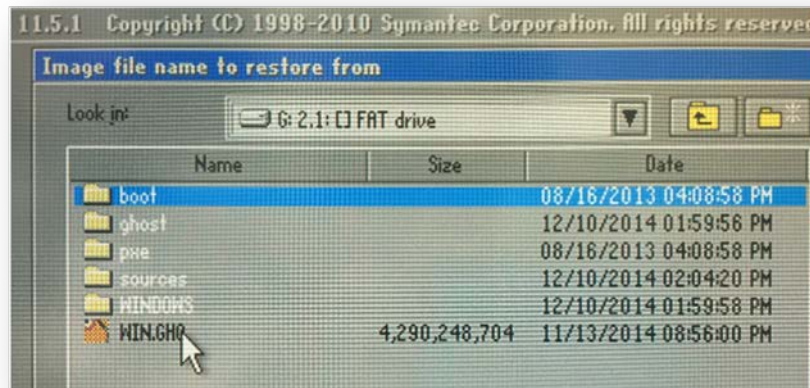 11.5.1 Copyright (C) 1998-2010 Symantec Corporation. All rights reserve
Image file name to restore from
Look in: G: 2.1: [] FAT drive
Name Size Date
boot 08/16/2013 04:08:58 PM
ghost 12/10/2014 01:59:56 PM
pxe 08/16/2013 04:08:58 PM
sources 12/10/2014 02:04:20 PM
WINDOWS 12/10/2014 01:59:58 PM
WIN.GHO 4,290,248,704 11/13/2014 08:56:00 PM